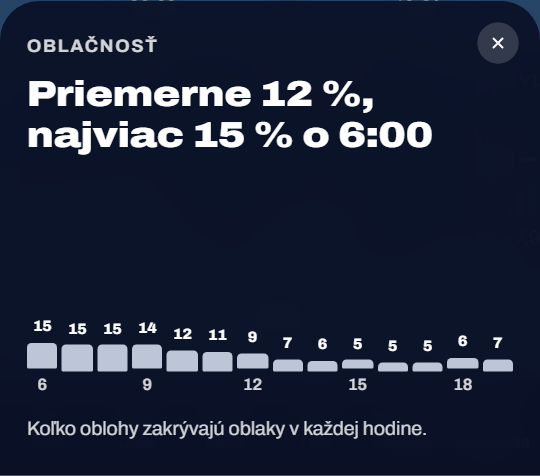 OBLAČNOSŤ
Priemerne 12 %,
najviac 15 % o 6:00
15 15 15 14 12 11 9 7 6 5 5 5 6 7
6 9 12 15 18
Koľko oblohy zakrývajú oblaky v každej hodine.